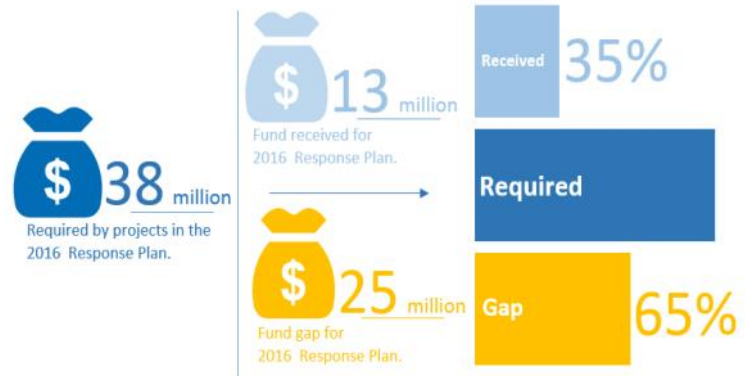 $ 38 million
Required by projects in the
2016 Response Plan.
$ 13 million
Fund received for
2016 Response Plan.
$ 25 million
Fund gap for
2016 Response Plan.
Received 35%
Required
Gap 65%